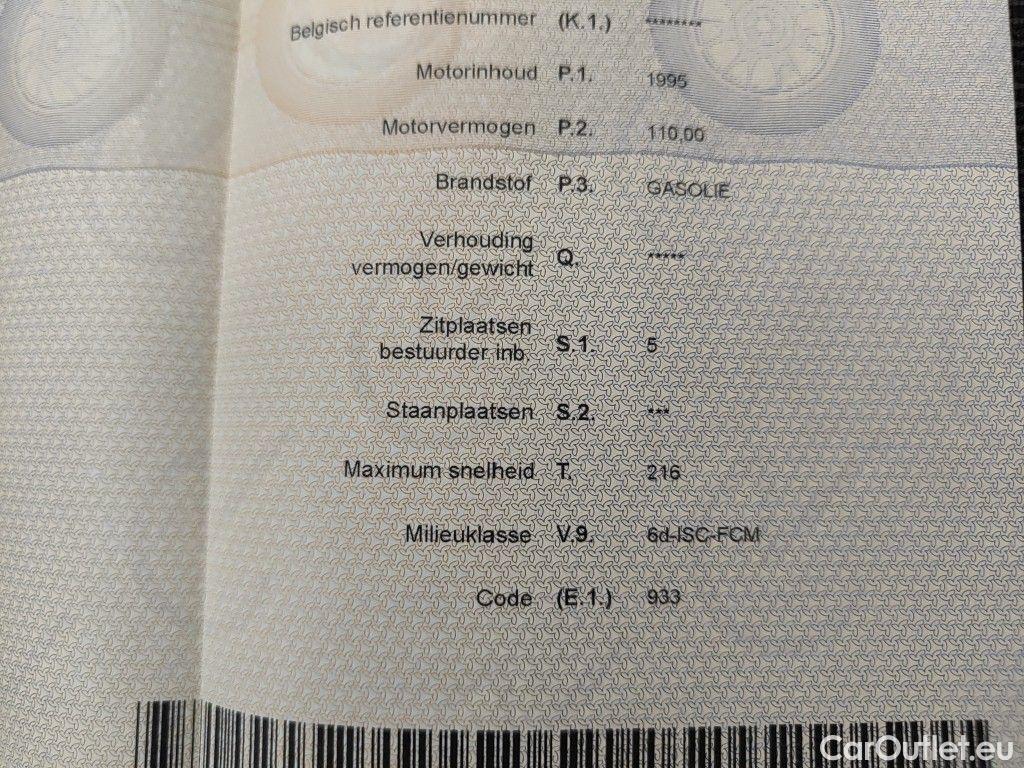 Belgisch referentienummer (K.1.) ********
Motorinhoud P.1. 1995
Motorvermogen P.2. 110,00
Brandstof P.3. GASOLIE
Verhouding
vermogen/gewicht Q. *****
Zitplaatsen
bestuurder inb. S.1. 5
Staanplaatsen S.2. ***
Maximum snelheid T. 216
Milieuklasse V.9. 6d-ISC-FCM
Code (E.1.) 933
CarOutlet.eu